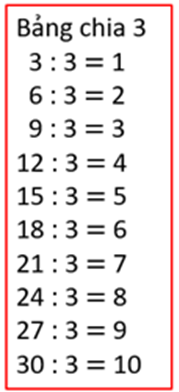 Bảng chia 3
3 : 3 = 1
6 : 3 = 2
9 : 3 = 3
12 : 3 = 4
15 : 3 = 5
18 : 3 = 6
21 : 3 = 7
24 : 3 = 8
27 : 3 = 9
30 : 3 = 10